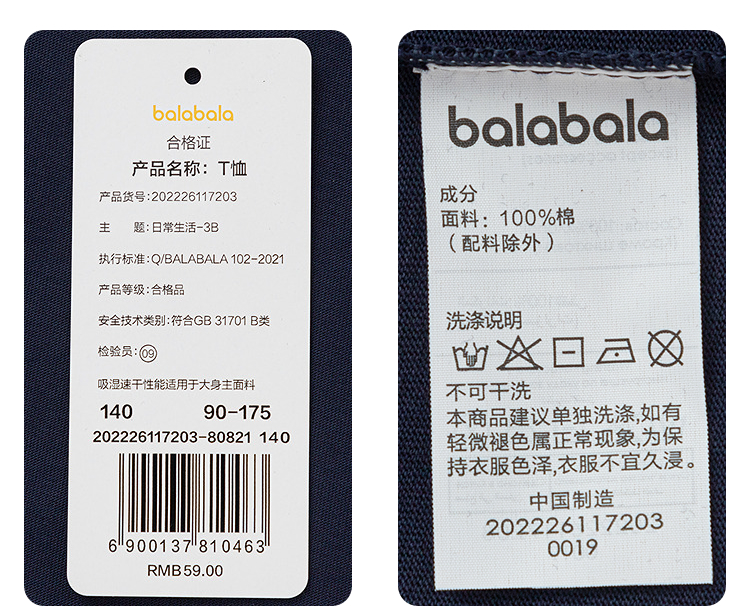 balabala
合格证
产品名称：T恤
产品货号:202226117203
主 题:日常生活-3B
执行标准:Q/BALABALA 102-2021
产品等级:合格品
安全技术类别:符合GB 31701 B类
检验员:09
吸湿速干性能适用于大身主面料
140 90-175
202226117203-80821 140
6 900137 810463
RMB59.00
balabala
成分
面料：100%棉
（配料除外）
洗涤说明
不可干洗
本商品建议单独洗涤,如有
轻微褪色属正常现象,为保
持衣服色泽,衣服不宜久浸。
中国制造
202226117203
0019